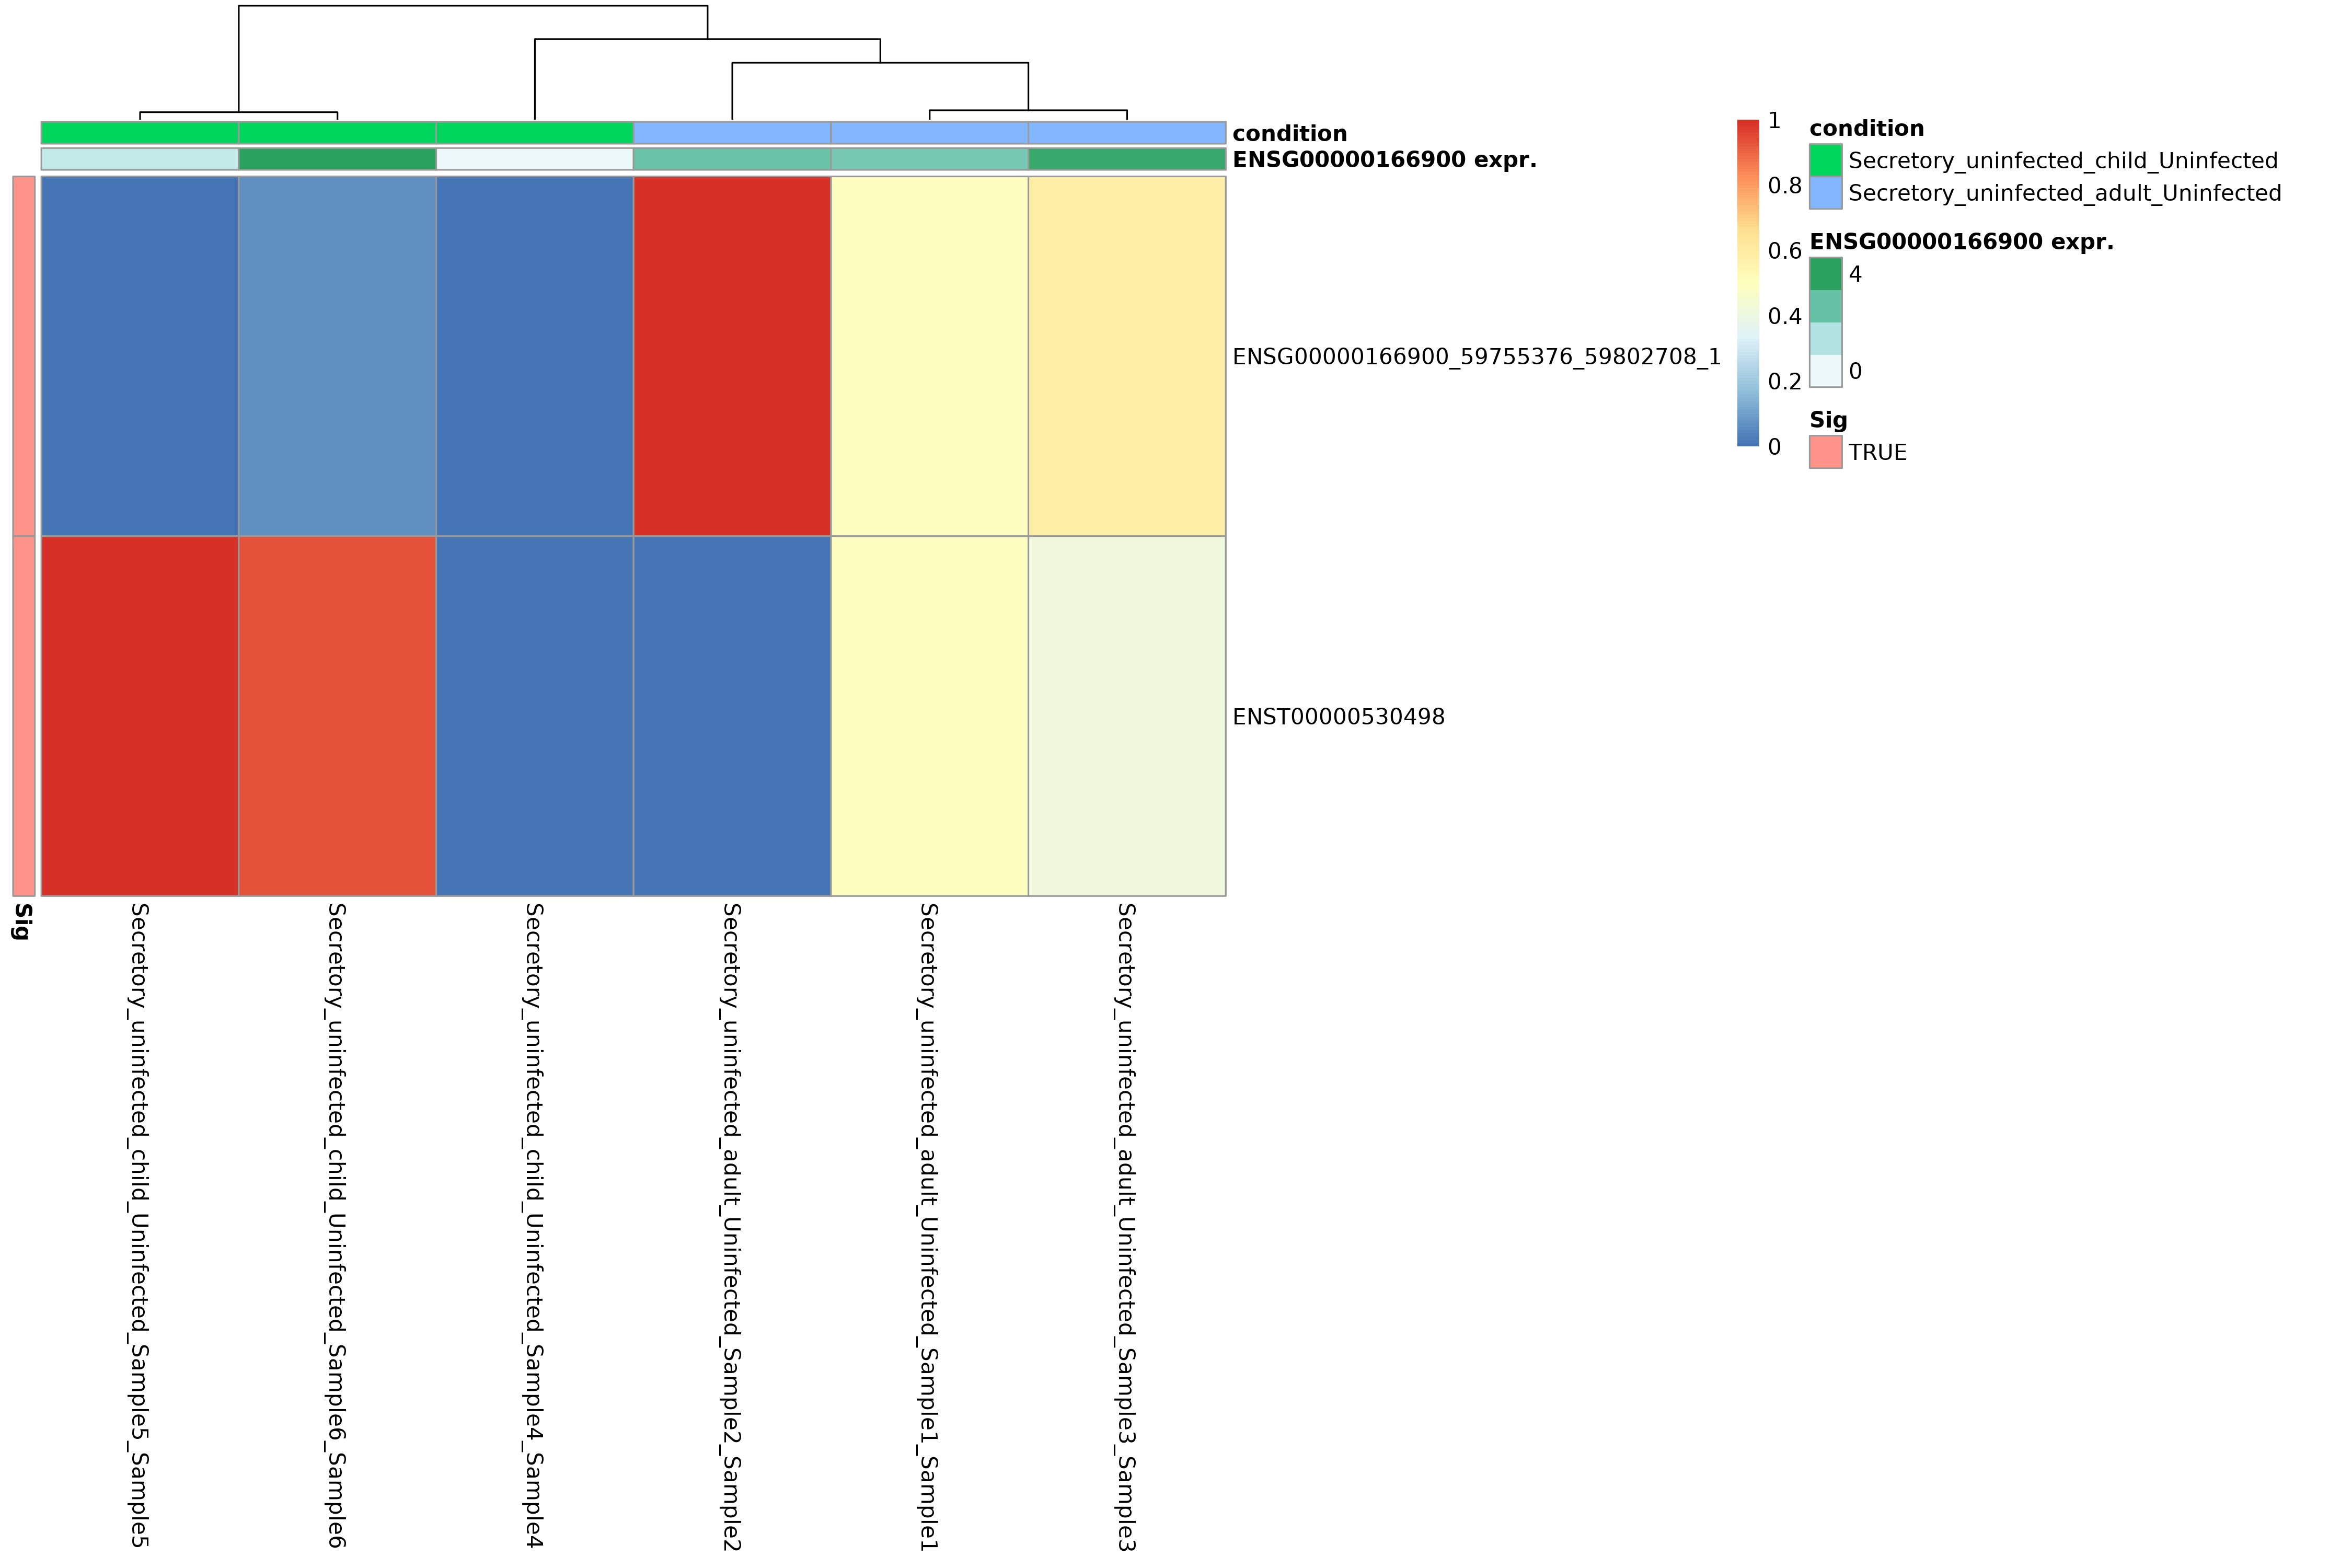 condition
ENSG00000166900 expr.
ENSG00000166900_59755376_59802708_1
ENST00000530498
Sig
Secretory_uninfected_child_Uninfected_Sample5_Sample5
Secretory_uninfected_child_Uninfected_Sample6_Sample6
Secretory_uninfected_child_Uninfected_Sample4_Sample4
Secretory_uninfected_adult_Uninfected_Sample2_Sample2
Secretory_uninfected_adult_Uninfected_Sample1_Sample1
Secretory_uninfected_adult_Uninfected_Sample3_Sample3
1
0.8
0.6
0.4
0.2
0
condition
Secretory_uninfected_child_Uninfected
Secretory_uninfected_adult_Uninfected
ENSG00000166900 expr.
4
0
Sig
TRUE